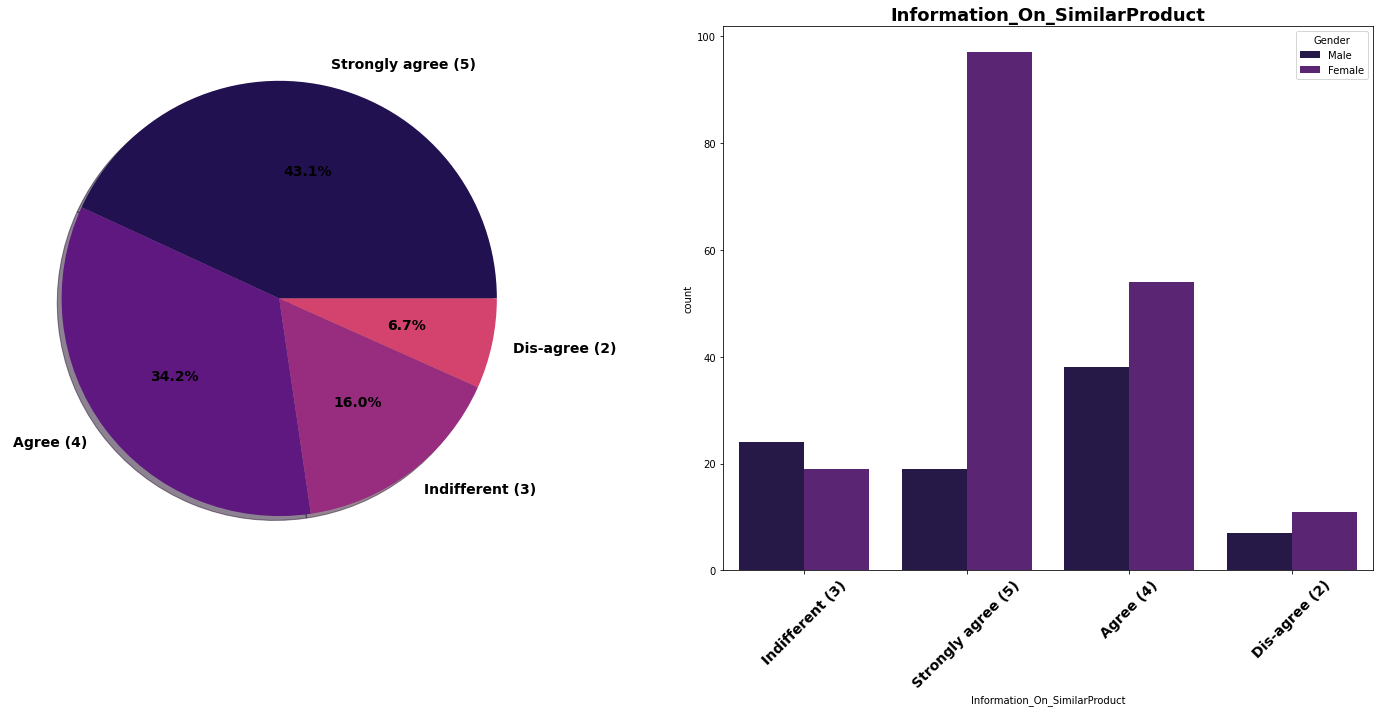 Strongly agree (5)
43.1%
34.2%
6.7%
16.0%
Dis-agree (2)
Agree (4)
Indifferent (3)
Information_On_SimilarProduct
Gender
Male
Female
100
80
60
40
20
0
count
Indifferent (3)
Strongly agree (5)
Agree (4)
Dis-agree (2)
Information_On_SimilarProduct